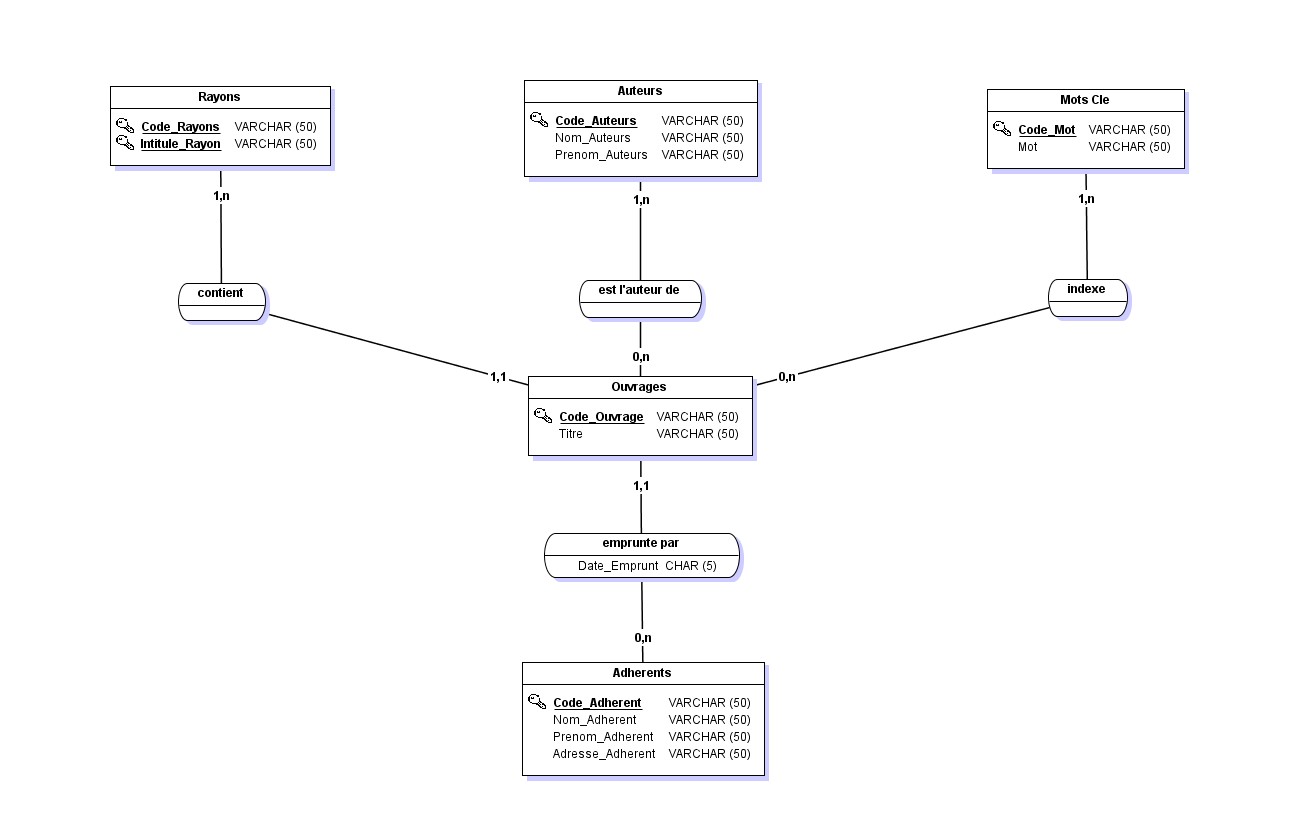 Rayons
Code_Rayons VARCHAR (50)
Intitule_Rayon VARCHAR (50)
Auteurs
Code_Auteurs VARCHAR (50)
Nom_Auteurs VARCHAR (50)
Prenom_Auteurs VARCHAR (50)
Mots Cle
Code_Mot VARCHAR (50)
Mot VARCHAR (50)
1,n
1,n
1,n
contient
est l'auteur de
indexe
1,1
0,n
0,n
Ouvrages
Code_Ouvrage VARCHAR (50)
Titre VARCHAR (50)
1,1
emprunte par
Date_Emprunt CHAR (5)
0,n
Adherents
Code_Adherent VARCHAR (50)
Nom_Adherent VARCHAR (50)
Prenom_Adherent VARCHAR (50)
Adresse_Adherent VARCHAR (50)